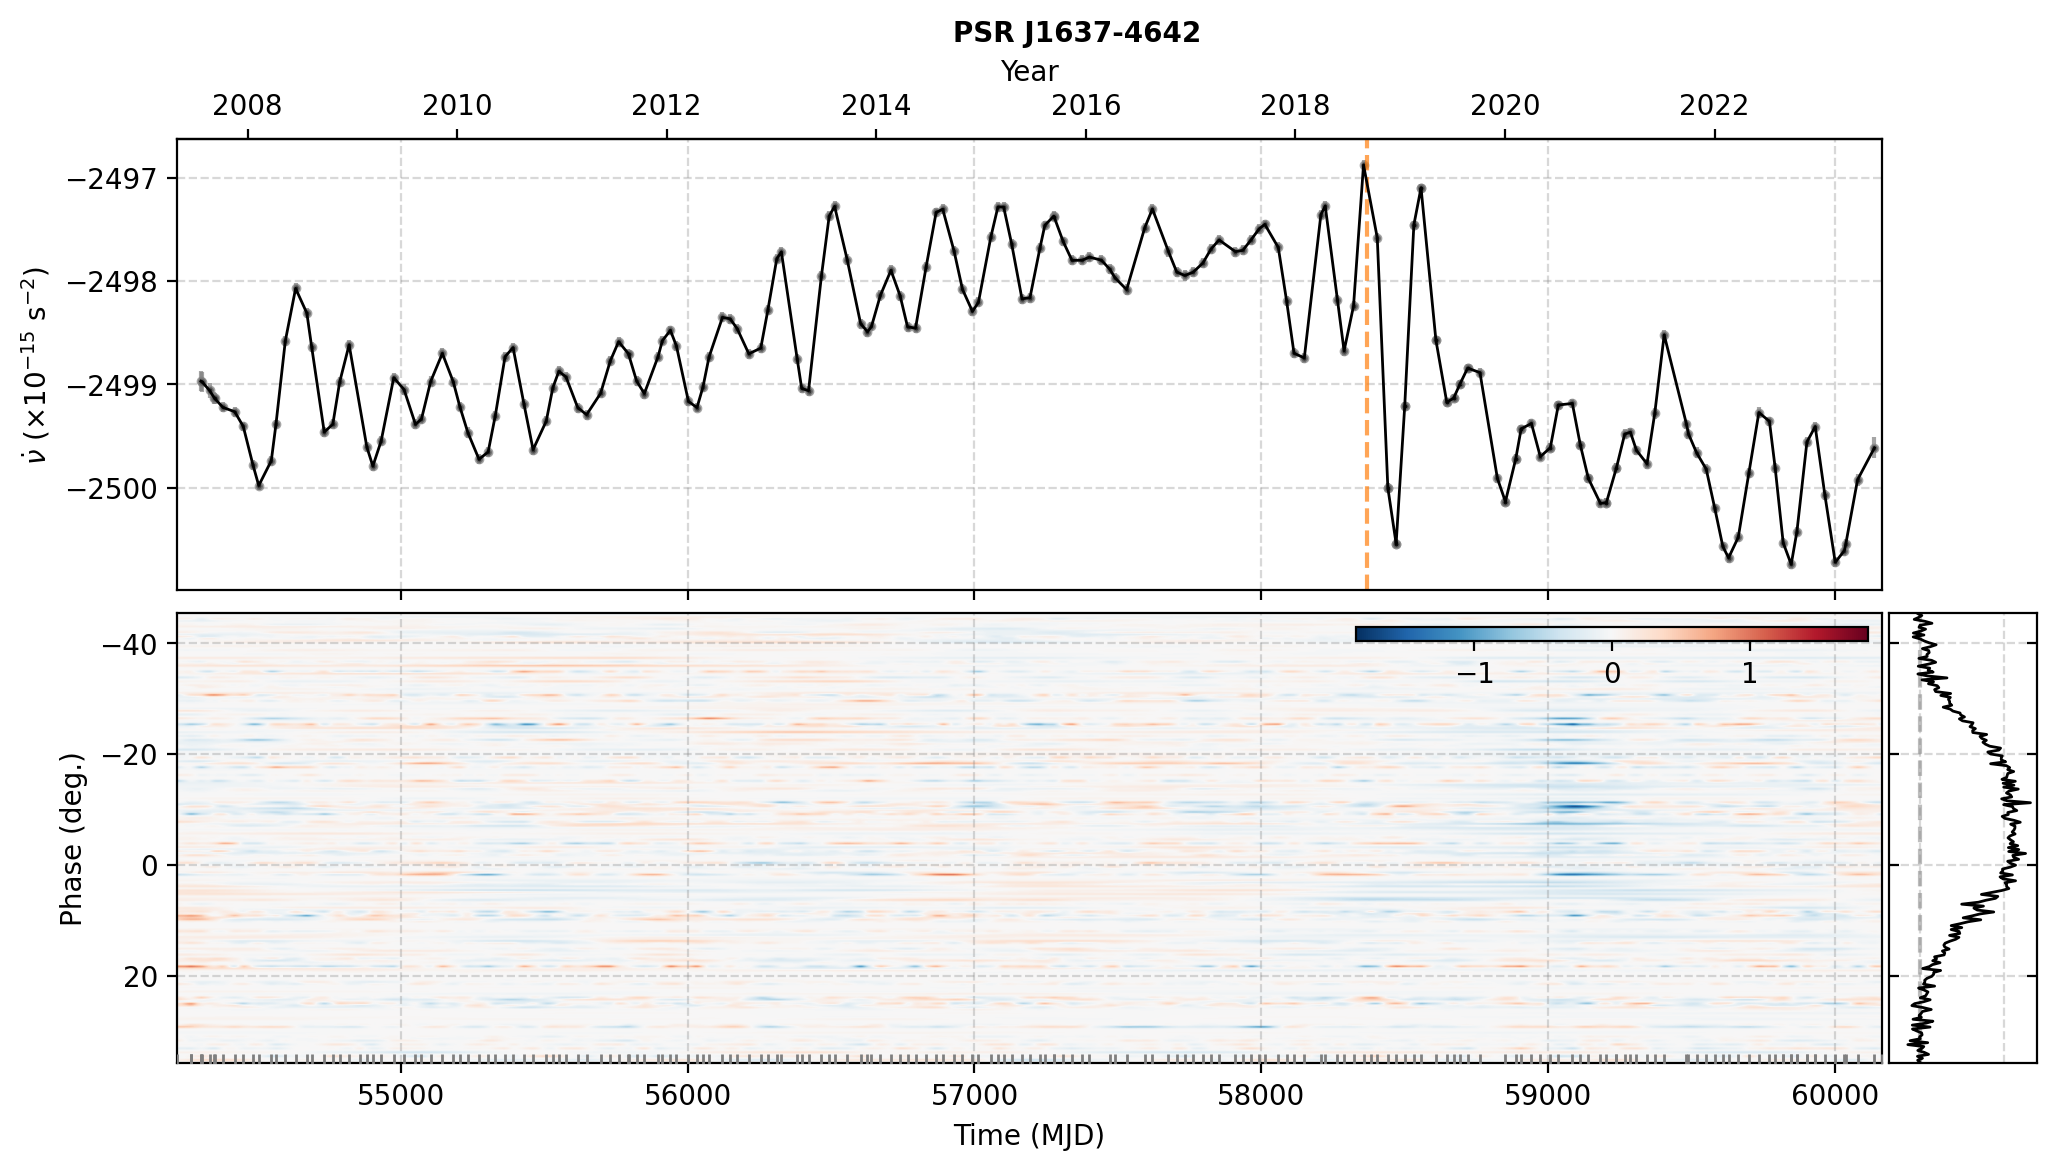 PSR J1637-4642
Year
2008 2010 2012 2014 2016 2018 2020 2022
−2497
−2498
−2499
−2500
ν̇ (×10⁻¹⁵ s⁻²)
−40
−20
0
20
Phase (deg.)
−1 0 1
55000 56000 57000 58000 59000 60000
Time (MJD)